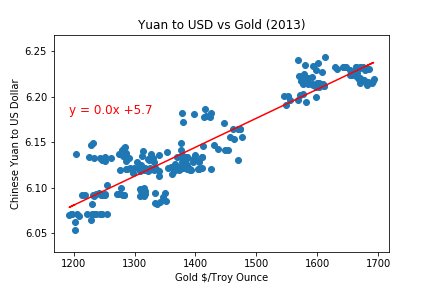 Yuan to USD vs Gold (2013)
6.25
6.20
y = 0.0x +5.7
6.15
6.10
6.05
Chinese Yuan to US Dollar
1200 1300 1400 1500 1600 1700
Gold $/Troy Ounce